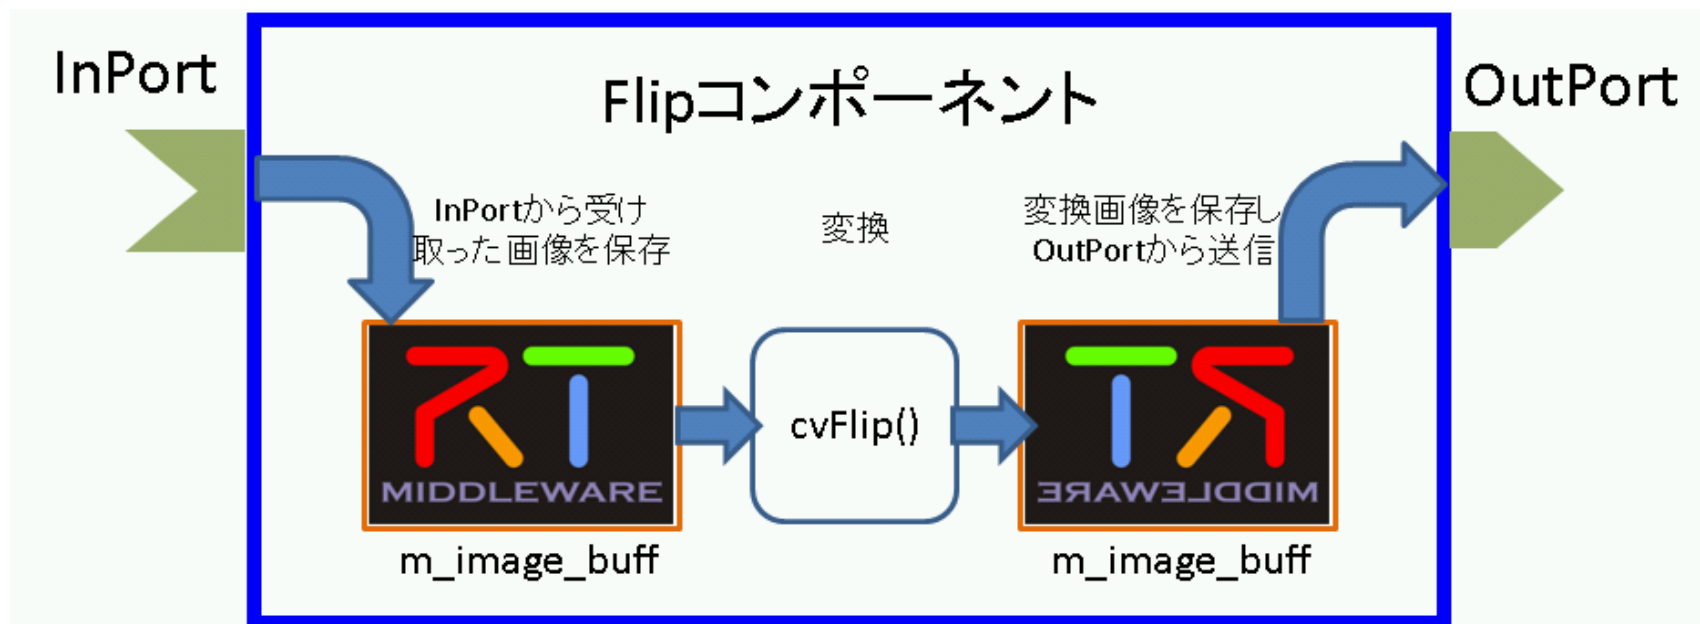 InPort
Flipコンポーネント
OutPort
InPortから受け
取った画像を保存
変換
変換画像を保存し
OutPortから送信
RT
MIDDLEWARE
cvFlip()
RT
MIDDLEWARE
m_image_buff
m_image_buff